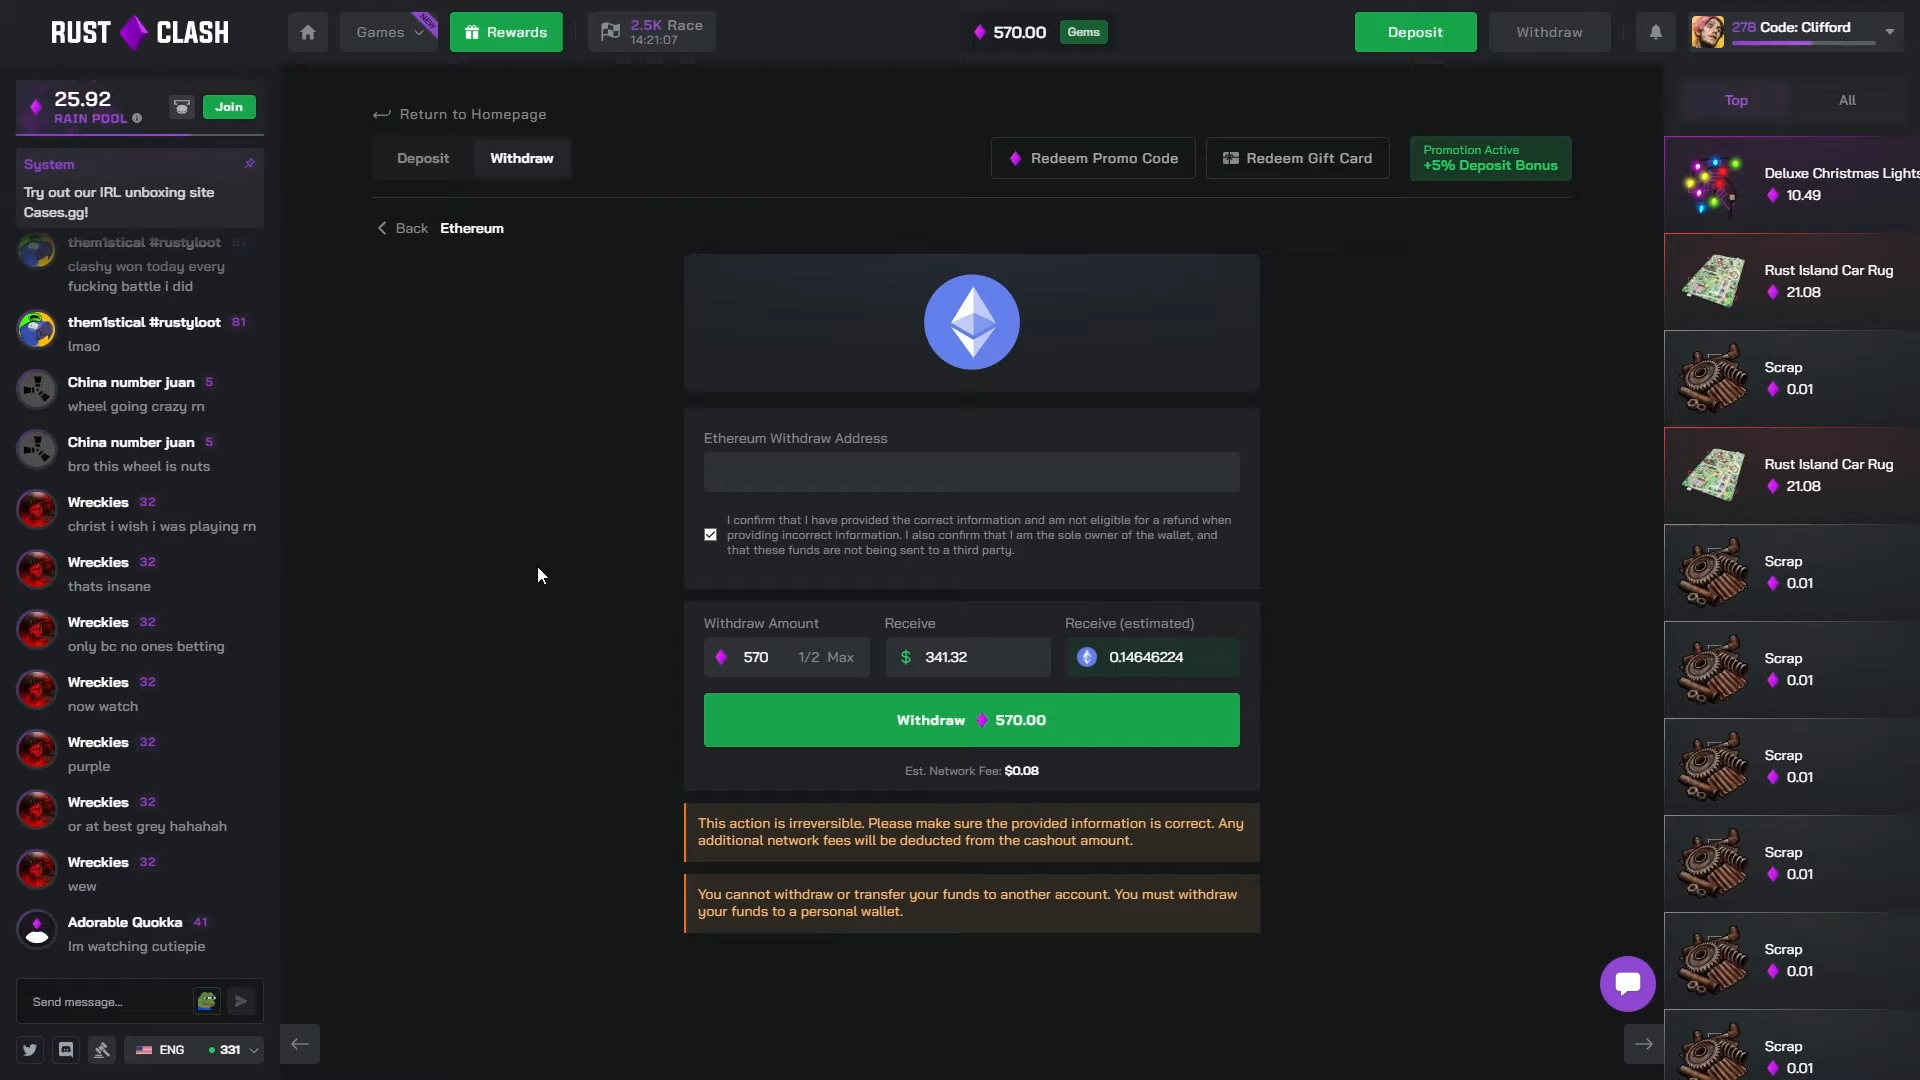 RUST CLASH
Games
NEW
Rewards
2.5K Race
14:21:07
570.00 Gems
Deposit
Withdraw
278 Code: Clifford
25.92
RAIN POOL
Join
System
Try out our IRL unboxing site
Cases.gg!
them1stical #rustyloot 81
clashy won today every
fucking battle i did
them1stical #rustyloot 81
lmao
China number juan 5
wheel going crazy rn
China number juan 5
bro this wheel is nuts
Wreckies 32
christ i wish i was playing rn
Wreckies 32
thats insane
Wreckies 32
only bc no ones betting
Wreckies 32
now watch
Wreckies 32
purple
Wreckies 32
or at best grey hahahah
Wreckies 32
wew
Adorable Quokka 41
Im watching cutiepie
Send message...
ENG 331
Return to Homepage
Deposit
Withdraw
Redeem Promo Code
Redeem Gift Card
Promotion Active
+5% Deposit Bonus
Back Ethereum
Ethereum Withdraw Address
I confirm that I have provided the correct information and am not eligible for a refund when
providing incorrect information. I also confirm that I am the sole owner of the wallet, and
that these funds are not being sent to a third party.
Withdraw Amount
570 1/2 Max
Receive
$ 341.32
Receive (estimated)
0.14646224
Withdraw 570.00
Est. Network Fee: $0.08
This action is irreversible. Please make sure the provided information is correct. Any
additional network fees will be deducted from the cashout amount.
You cannot withdraw or transfer your funds to another account. You must withdraw
your funds to a personal wallet.
Top
All
Deluxe Christmas Lights
10.49
Rust Island Car Rug
21.08
Scrap
0.01
Rust Island Car Rug
21.08
Scrap
0.01
Scrap
0.01
Scrap
0.01
Scrap
0.01
Scrap
0.01
Scrap
0.01